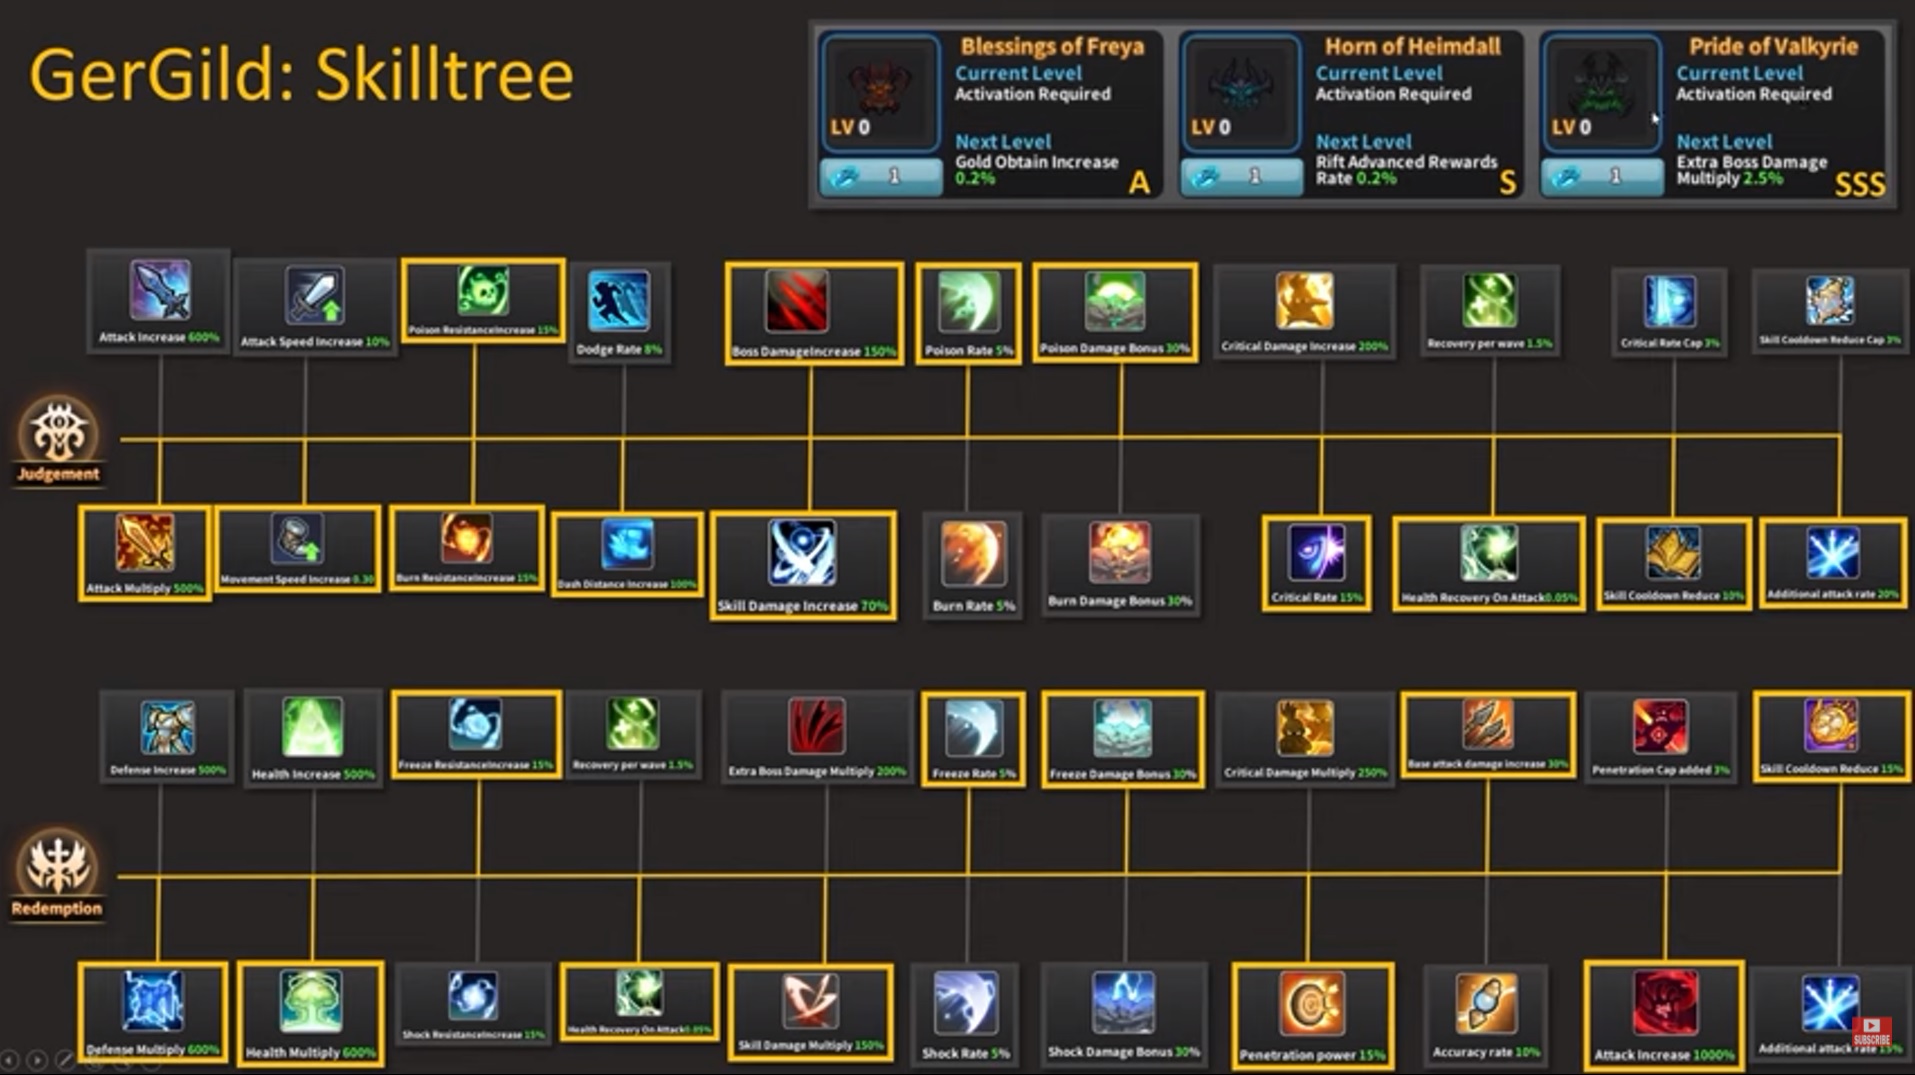 GerGild: Skilltree
Blessings of Freya
Current Level
Activation Required
LV 0
Next Level
Gold Obtain Increase
0.2%
1
A
Horn of Heimdall
Current Level
Activation Required
LV 0
Next Level
Rift Advanced Rewards
Rate 0.2%
1
S
Pride of Valkyrie
Current Level
Activation Required
LV 0
Next Level
Extra Boss Damage
Multiply 2.5%
1
SSS
Attack Increase 600%
Attack Speed Increase 10%
Poison ResistanceIncrease 15%
Dodge Rate 8%
Boss DamageIncrease 150%
Poison Rate 5%
Poison Damage Bonus 30%
Critical Damage Increase 200%
Recovery per wave 1.5%
Critical Rate Cap 3%
Skill Cooldown Reduce Cap 3%
Judgement
Attack Multiply 500%
Movement Speed Increase 0.30
Burn ResistanceIncrease 15%
Dash Distance Increase 100%
Skill Damage Increase 70%
Burn Rate 5%
Burn Damage Bonus 30%
Critical Rate 15%
Health Recovery On Attack0.05%
Skill Cooldown Reduce 10%
Additional attack rate 20%
Defense Increase 500%
Health Increase 500%
Freeze ResistanceIncrease 15%
Recovery per wave 1.5%
Extra Boss Damage Multiply 200%
Freeze Rate 5%
Freeze Damage Bonus 30%
Critical Damage Multiply 250%
Base attack damage increase 30%
Penetration Cap added 3%
Skill Cooldown Reduce 15%
Redemption
Defense Multiply 600%
Health Multiply 600%
Shock ResistanceIncrease 15%
Health Recovery On Attack0.05%
Skill Damage Multiply 150%
Shock Rate 5%
Shock Damage Bonus 30%
Penetration power 15%
Accuracy rate 10%
Attack Increase 1000%
Additional attack rate 15%
SUBSCRIBE